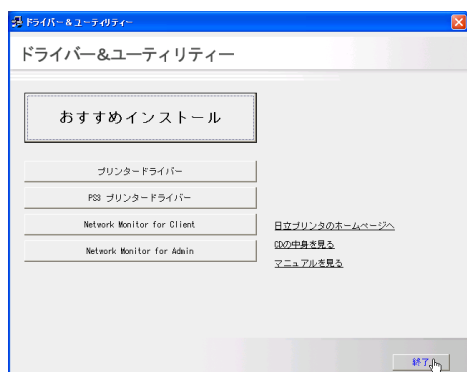 ドライバー&ユーティリティー
ドライバー&ユーティリティー
おすすめインストール
プリンタードライバー
PS3 プリンタードライバー
Network Monitor for Client
Network Monitor for Admin
日立プリンタのホームページへ
CDの中身を見る
マニュアルを見る
終了